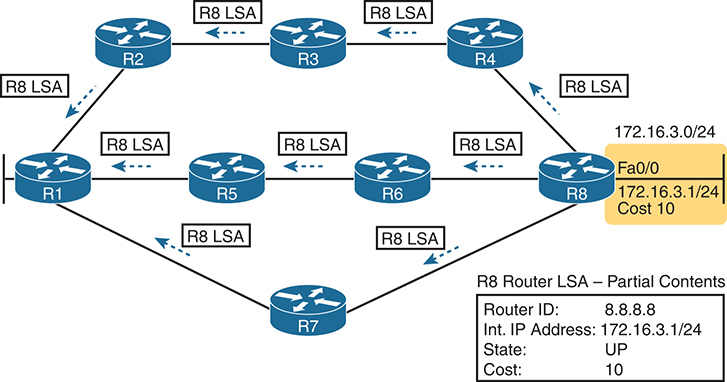 R8 LSA
R8 LSA
R2
R3
R4
R8 LSA
R8 LSA
172.16.3.0/24
R8 LSA
R8 LSA
R8 LSA
Fa0/0
R1
R5
R6
R8
172.16.3.1/24
Cost 10
R8 LSA
R8 LSA
R7
R8 Router LSA – Partial Contents
Router ID: 8.8.8.8
Int. IP Address: 172.16.3.1/24
State: UP
Cost: 10